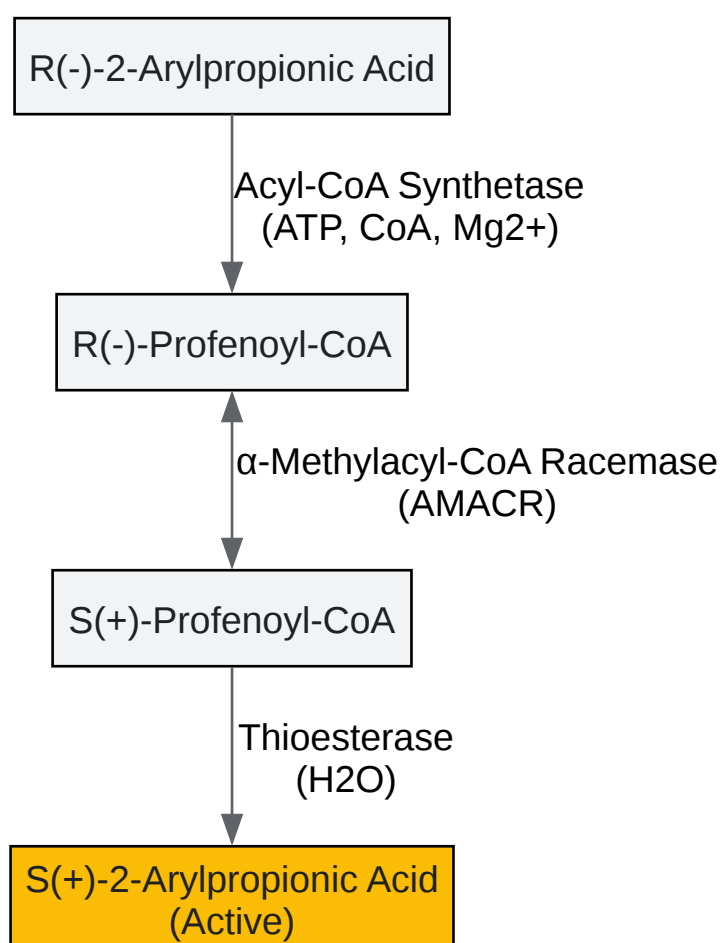 R(-)-2-Arylpropionic Acid
Acyl-CoA Synthetase
(ATP, CoA, Mg2+)
R(-)-Profenoyl-CoA
α-Methylacyl-CoA Racemase
(AMACR)
S(+)-Profenoyl-CoA
Thioesterase
(H2O)
S(+)-2-Arylpropionic Acid
(Active)